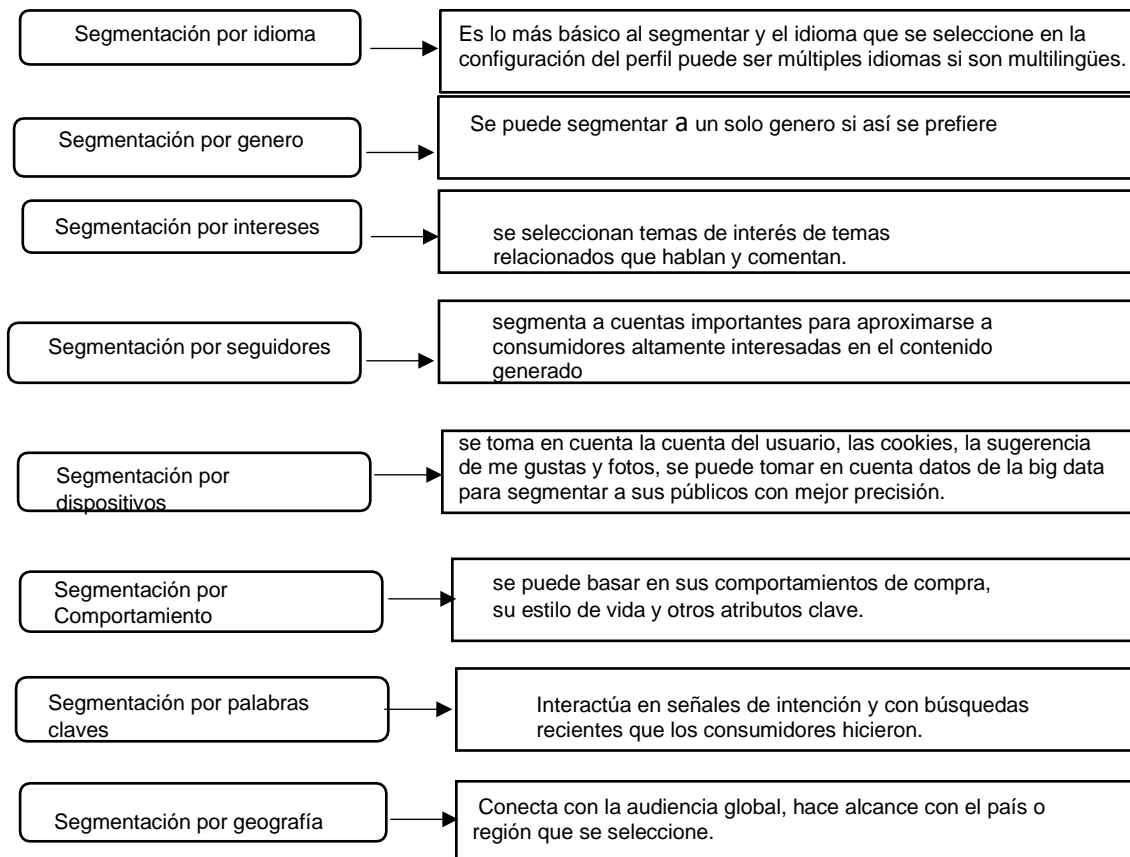 Segmentación por idioma
Es lo más básico al segmentar y el idioma que se seleccione en la
configuración del perfil puede ser múltiples idiomas si son multilingües.
Segmentación por genero
Se puede segmentar a un solo genero si así se prefiere
Segmentación por intereses
se seleccionan temas de interés de temas
relacionados que hablan y comentan.
Segmentación por seguidores
segmenta a cuentas importantes para aproximarse a
consumidores altamente interesadas en el contenido
generado
Segmentación por
dispositivos
se toma en cuenta la cuenta del usuario, las cookies, la sugerencia
de me gustas y fotos, se puede tomar en cuenta datos de la big data
para segmentar a sus públicos con mejor precisión.
Segmentación por
Comportamiento
se puede basar en sus comportamientos de compra,
su estilo de vida y otros atributos clave.
Segmentación por palabras
claves
Interactúa en señales de intención y con búsquedas
recientes que los consumidores hicieron.
Segmentación por geografía
Conecta con la audiencia global, hace alcance con el país o
región que se seleccione.